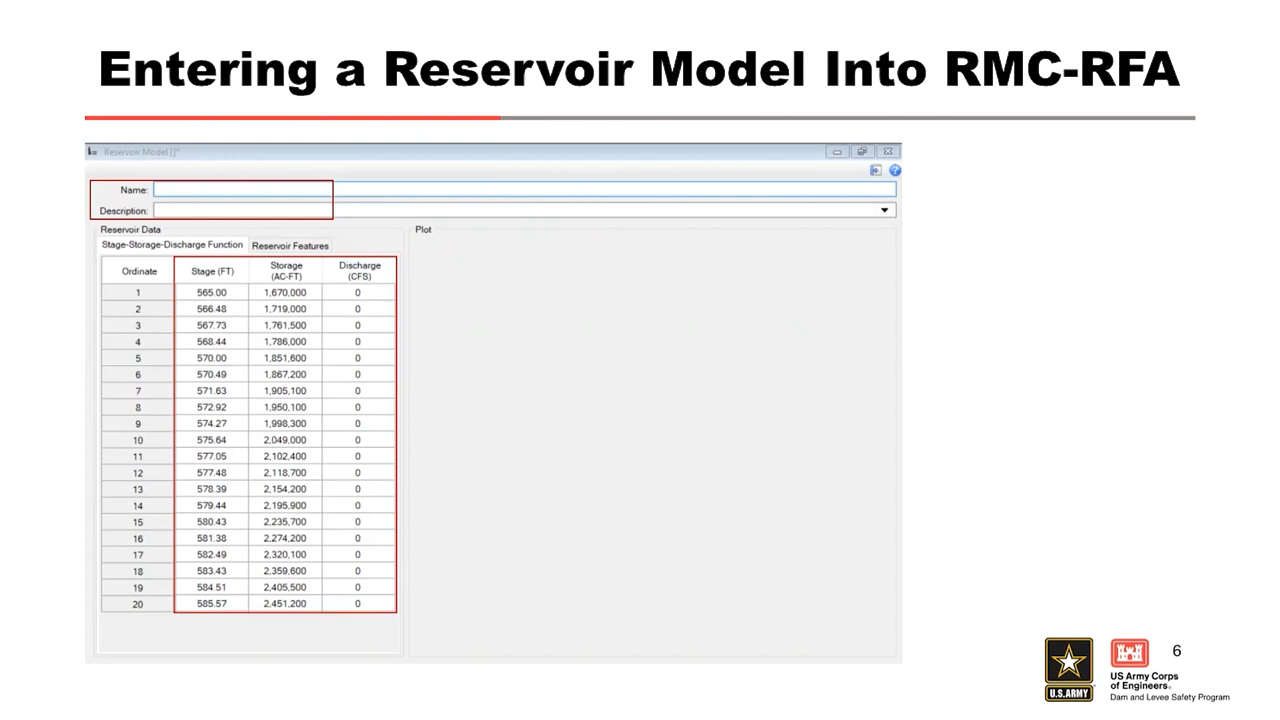 Entering a Reservoir Model Into RMC-RFA
Reservoir Model []*
Name:
Description:
Reservoir Data
Plot
Stage-Storage-Discharge Function Reservoir Features
Ordinate Stage (FT) Storage (AC-FT) Discharge (CFS)
1 565.00 1,670,000 0
2 566.48 1,719,000 0
3 567.73 1,761,500 0
4 568.44 1,786,000 0
5 570.00 1,851,600 0
6 570.49 1,867,200 0
7 571.63 1,905,100 0
8 572.92 1,950,100 0
9 574.27 1,998,300 0
10 575.64 2,049,000 0
11 577.05 2,102,400 0
12 577.48 2,118,700 0
13 578.39 2,154,200 0
14 579.44 2,195,900 0
15 580.43 2,235,700 0
16 581.38 2,274,200 0
17 582.49 2,320,100 0
18 583.43 2,359,600 0
19 584.51 2,405,500 0
20 585.57 2,451,200 0
U.S. ARMY
US Army Corps
of Engineers®
Dam and Levee Safety Program
6